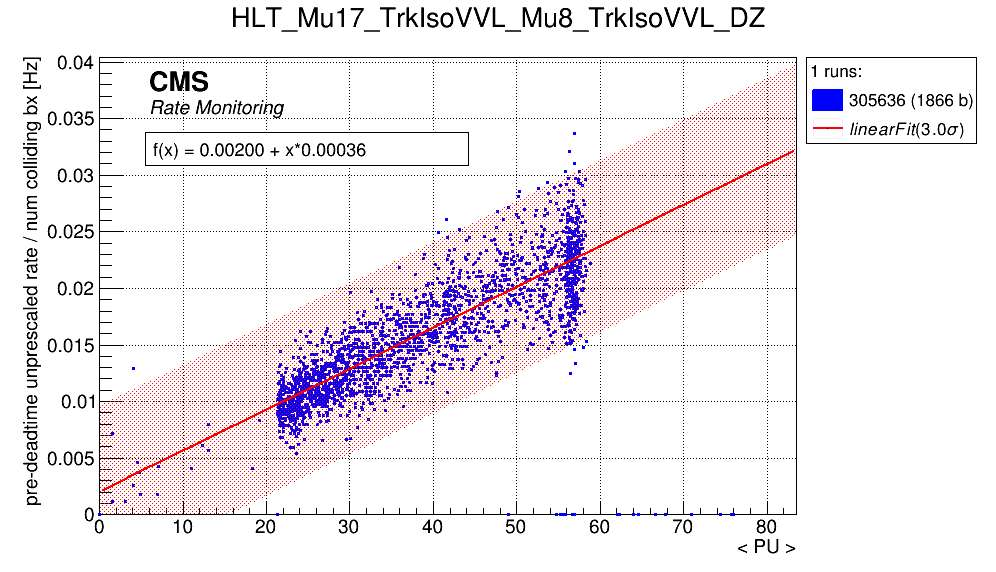 HLT_Mu17_TrkIsoVVL_Mu8_TrkIsoVVL_DZ
pre-deadtime unprescaled rate / num colliding bx [Hz]
0.04
0.035
0.03
0.025
0.02
0.015
0.01
0.005
0
CMS
Rate Monitoring
f(x) = 0.00200 + x*0.00036
1 runs:
305636 (1866 b)
linearFit(3.0σ)
0 10 20 30 40 50 60 70 80
< PU >